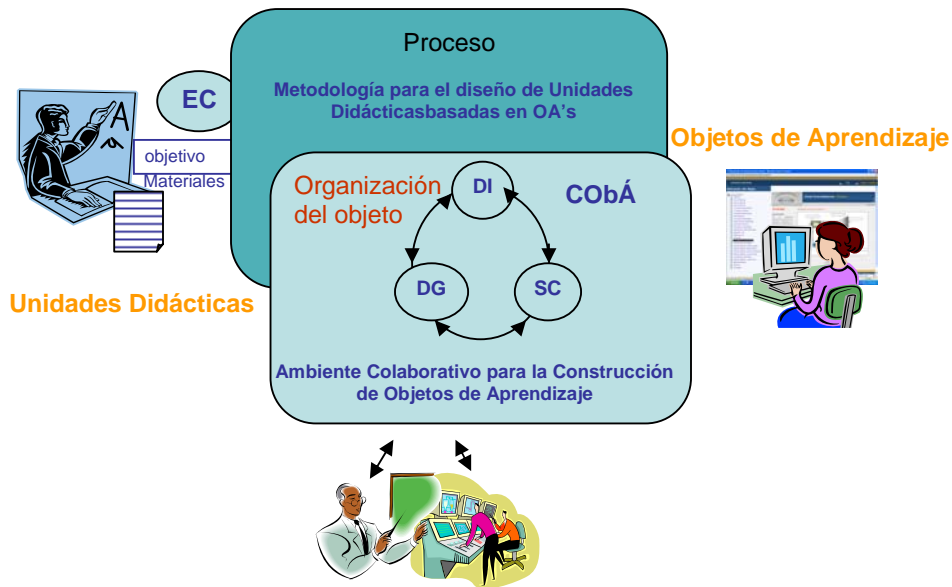 Proceso
Metodología para el diseño de Unidades
Didácticasbasadas en OA's
EC
objetivo
Materiales
Unidades Didácticas
Objetos de Aprendizaje
Organización
del objeto
CObÁ
DI
DG
SC
Ambiente Colaborativo para la Construcción
de Objetos de Aprendizaje